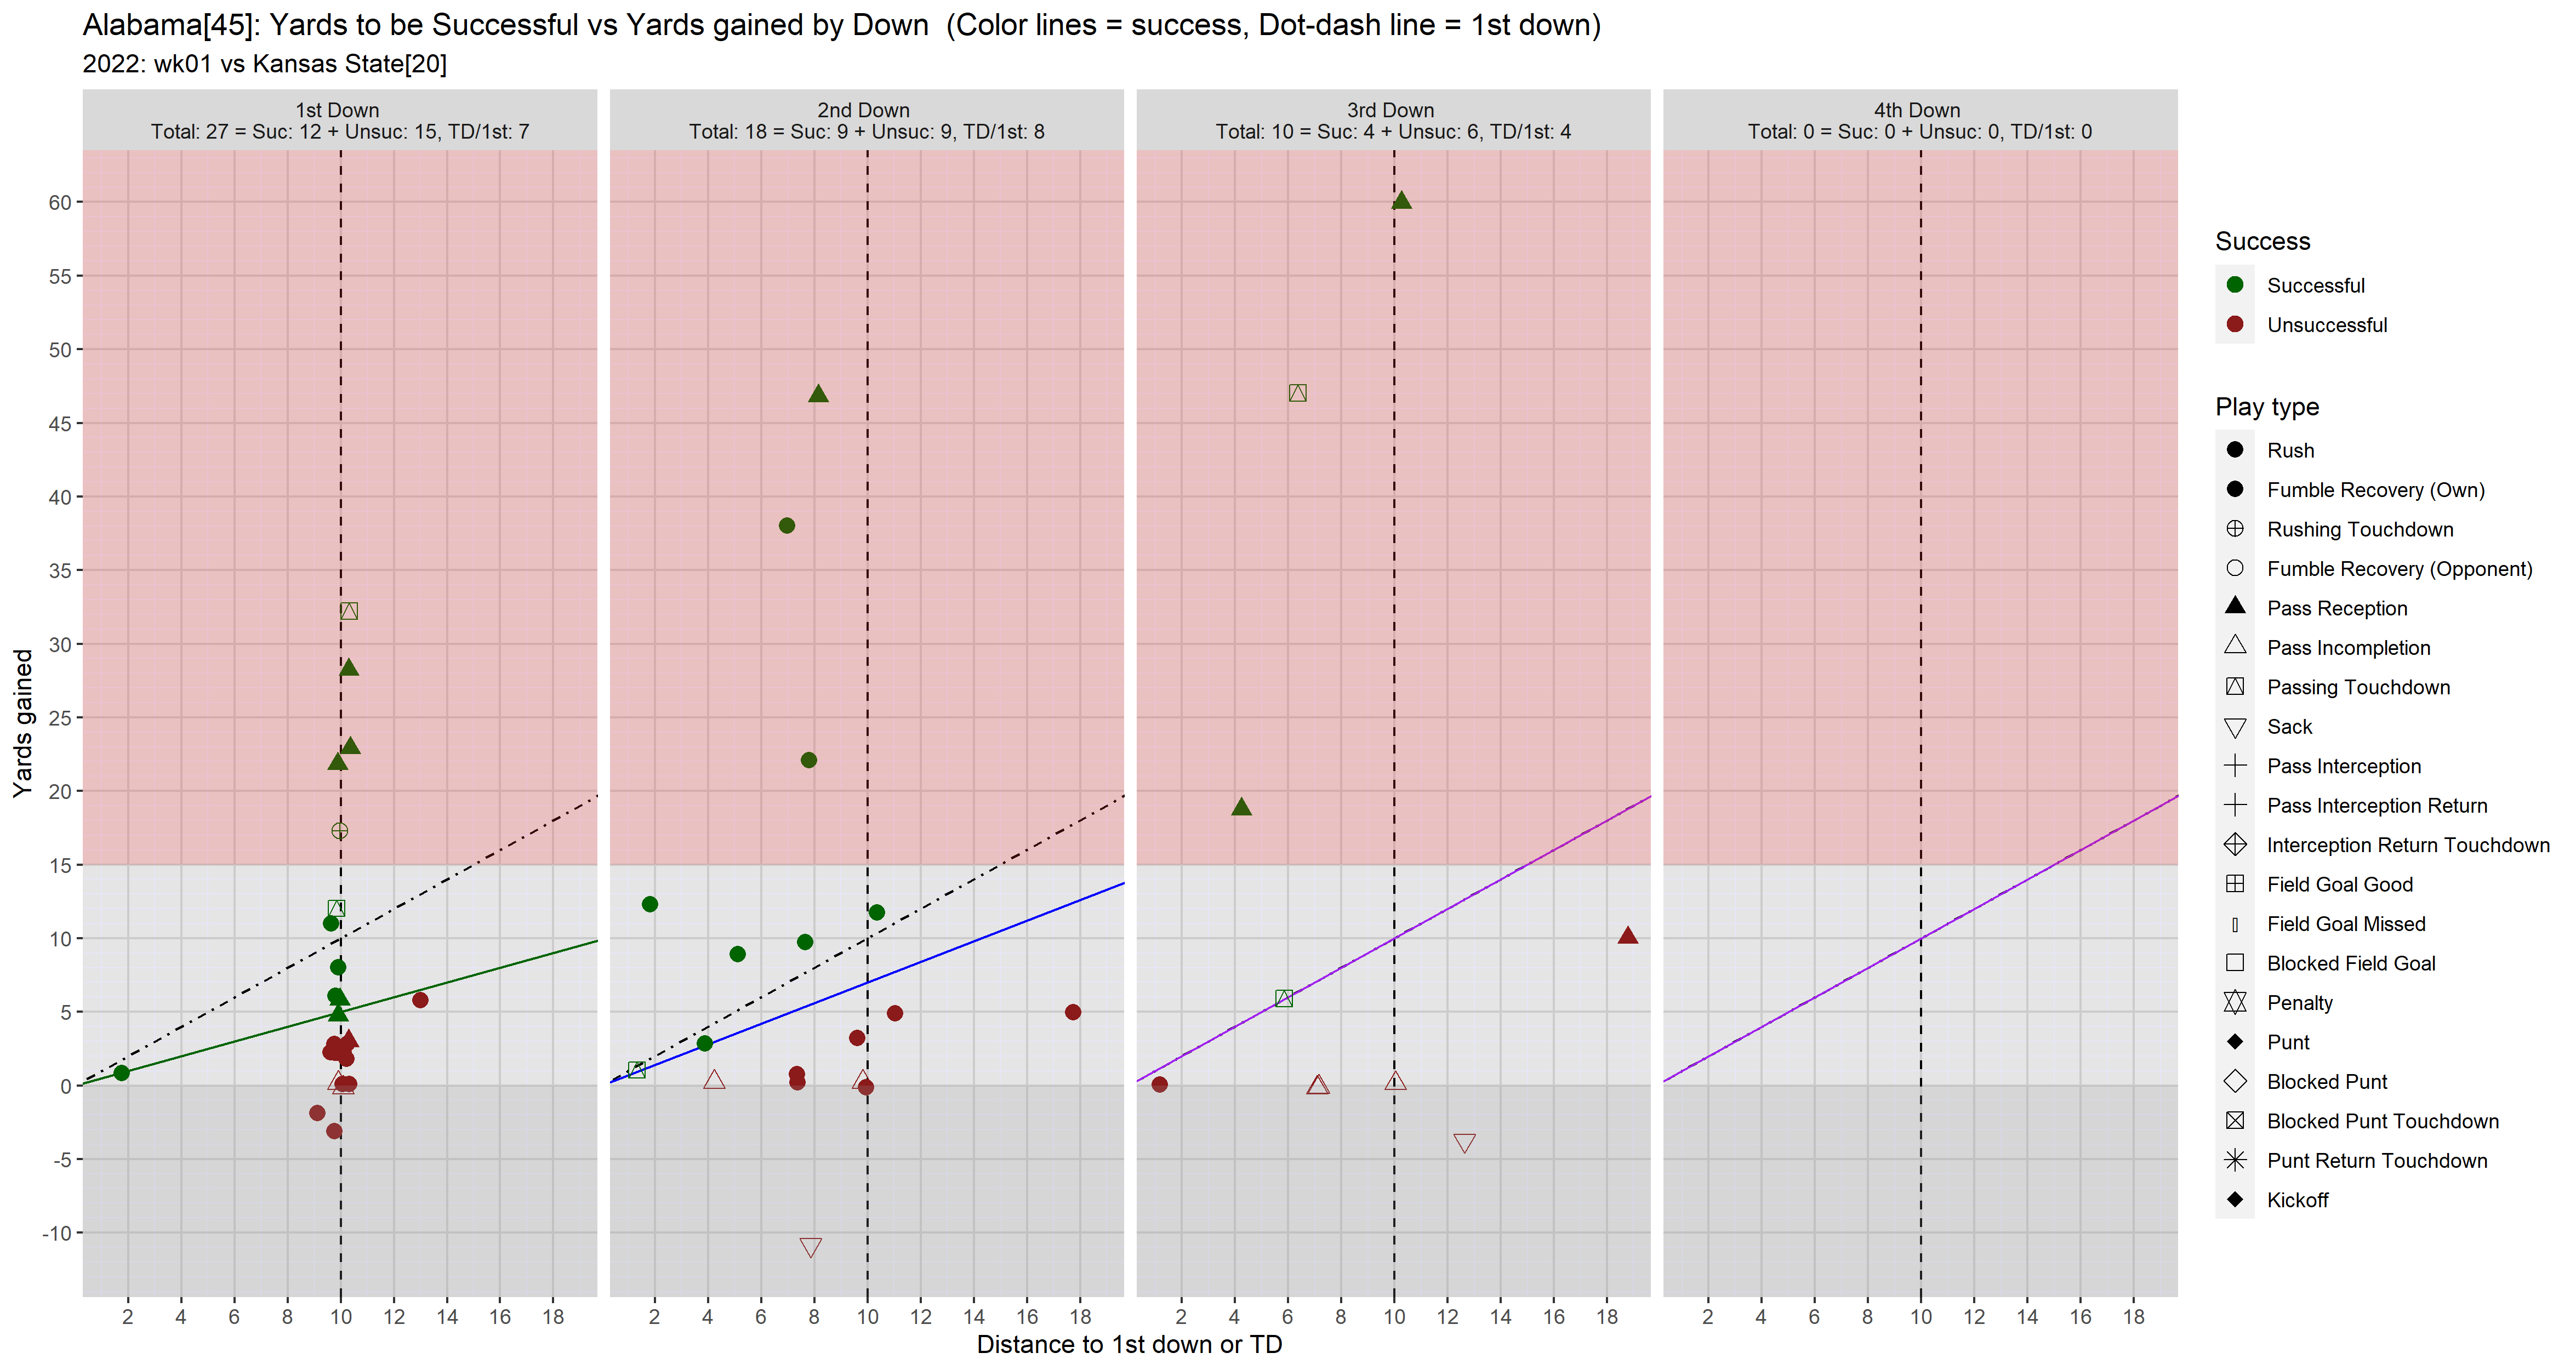 Alabama[45]: Yards to be Successful vs Yards gained by Down  (Color lines = success, Dot-dash line = 1st down)
2022: wk01 vs Kansas State[20]
1st Down
Total: 27 = Suc: 12 + Unsuc: 15, TD/1st: 7
2nd Down
Total: 18 = Suc: 9 + Unsuc: 9, TD/1st: 8
3rd Down
Total: 10 = Suc: 4 + Unsuc: 6, TD/1st: 4
4th Down
Total: 0 = Suc: 0 + Unsuc: 0, TD/1st: 0
Yards gained
60
55
50
45
40
35
30
25
20
15
10
5
0
-5
-10
2 4 6 8 10 12 14 16 18
2 4 6 8 10 12 14 16 18
2 4 6 8 10 12 14 16 18
2 4 6 8 10 12 14 16 18
Distance to 1st down or TD
Success
Successful
Unsuccessful
Play type
Rush
Fumble Recovery (Own)
Rushing Touchdown
Fumble Recovery (Opponent)
Pass Reception
Pass Incompletion
Passing Touchdown
Sack
Pass Interception
Pass Interception Return
Interception Return Touchdown
Field Goal Good
Field Goal Missed
Blocked Field Goal
Penalty
Punt
Blocked Punt
Blocked Punt Touchdown
Punt Return Touchdown
Kickoff